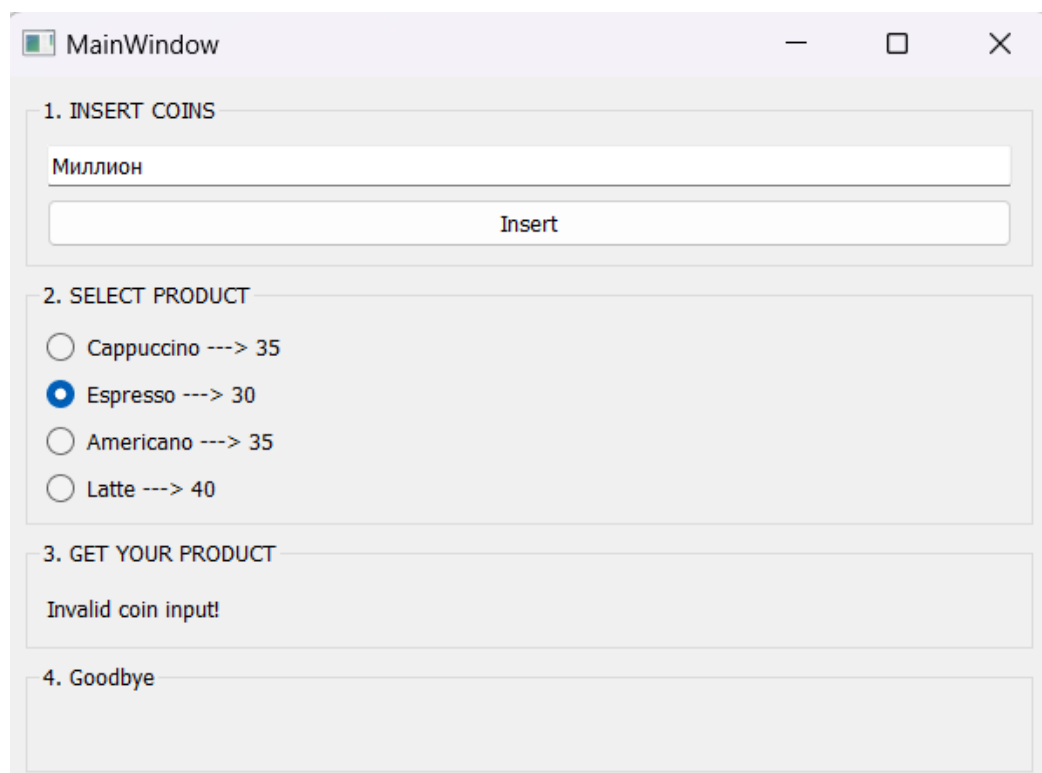 MainWindow
1. INSERT COINS
Миллион
Insert
2. SELECT PRODUCT
Cappuccino ---> 35
Espresso ---> 30
Americano ---> 35
Latte ---> 40
3. GET YOUR PRODUCT
Invalid coin input!
4. Goodbye